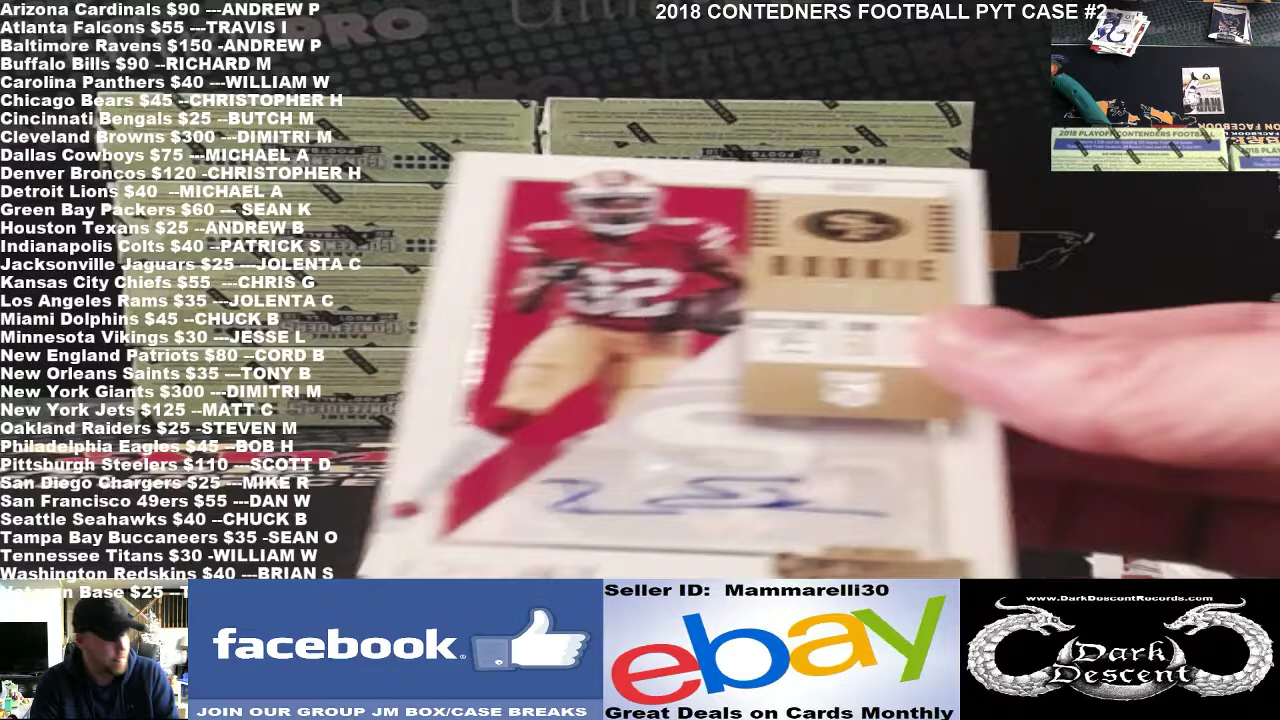 Arizona Cardinals $90 ---ANDREW P
Atlanta Falcons $55 ---TRAVIS I
Baltimore Ravens $150 -ANDREW P
Buffalo Bills $90 --RICHARD M
Carolina Panthers $40 ---WILLIAM W
Chicago Bears $45 --CHRISTOPHER H
Cincinnati Bengals $25 --BUTCH M
Cleveland Browns $300 ---DIMITRI M
Dallas Cowboys $75 ---MICHAEL A
Denver Broncos $120 -CHRISTOPHER H
Detroit Lions $40 --MICHAEL A
Green Bay Packers $60 --- SEAN K
Houston Texans $25 --ANDREW B
Indianapolis Colts $40 --PATRICK S
Jacksonville Jaguars $25 ---JOLENTA C
Kansas City Chiefs $55 ---CHRIS G
Los Angeles Rams $35 ---JOLENTA C
Miami Dolphins $45 --CHUCK B
Minnesota Vikings $30 ---JESSE L
New England Patriots $80 --CORD B
New Orleans Saints $35 ---TONY B
New York Giants $300 ---DIMITRI M
New York Jets $125 --MATT C
Oakland Raiders $25 -STEVEN M
Philadelphia Eagles $45 --BOB H
Pittsburgh Steelers $110 ---SCOTT D
San Diego Chargers $25 ---MIKE R
San Francisco 49ers $55 ---DAN W
Seattle Seahawks $40 --CHUCK B
Tampa Bay Buccaneers $35 -SEAN O
Tennessee Titans $30 -WILLIAM W
Washington Redskins $40 ---BRIAN S
Base $25
2018 CONTEDNERS FOOTBALL PYT CASE #2
2018 PLAYOFF CONTENDERS FOOTBALL
ROOKIE
facebook.
JOIN OUR GROUP JM BOX/CASE BREAKS
Seller ID: Mammarelli30
ebay
Great Deals on Cards Monthly
www.DarkDescentRecords.com
Dark
Descent